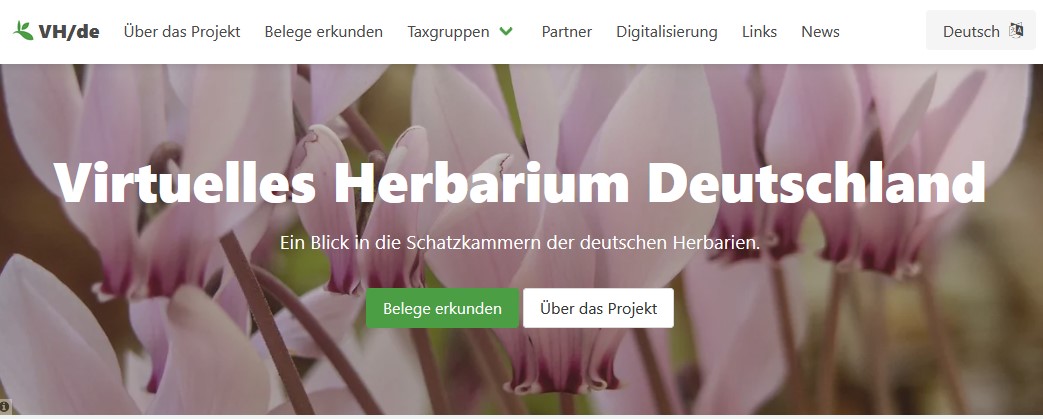 VH/de Über das Projekt Belege erkunden Taxgruppen Partner Digitalisierung Links News Deutsch
Virtuelles Herbarium Deutschland
Ein Blick in die Schatzkammern der deutschen Herbarien.
Belege erkunden Über das Projekt